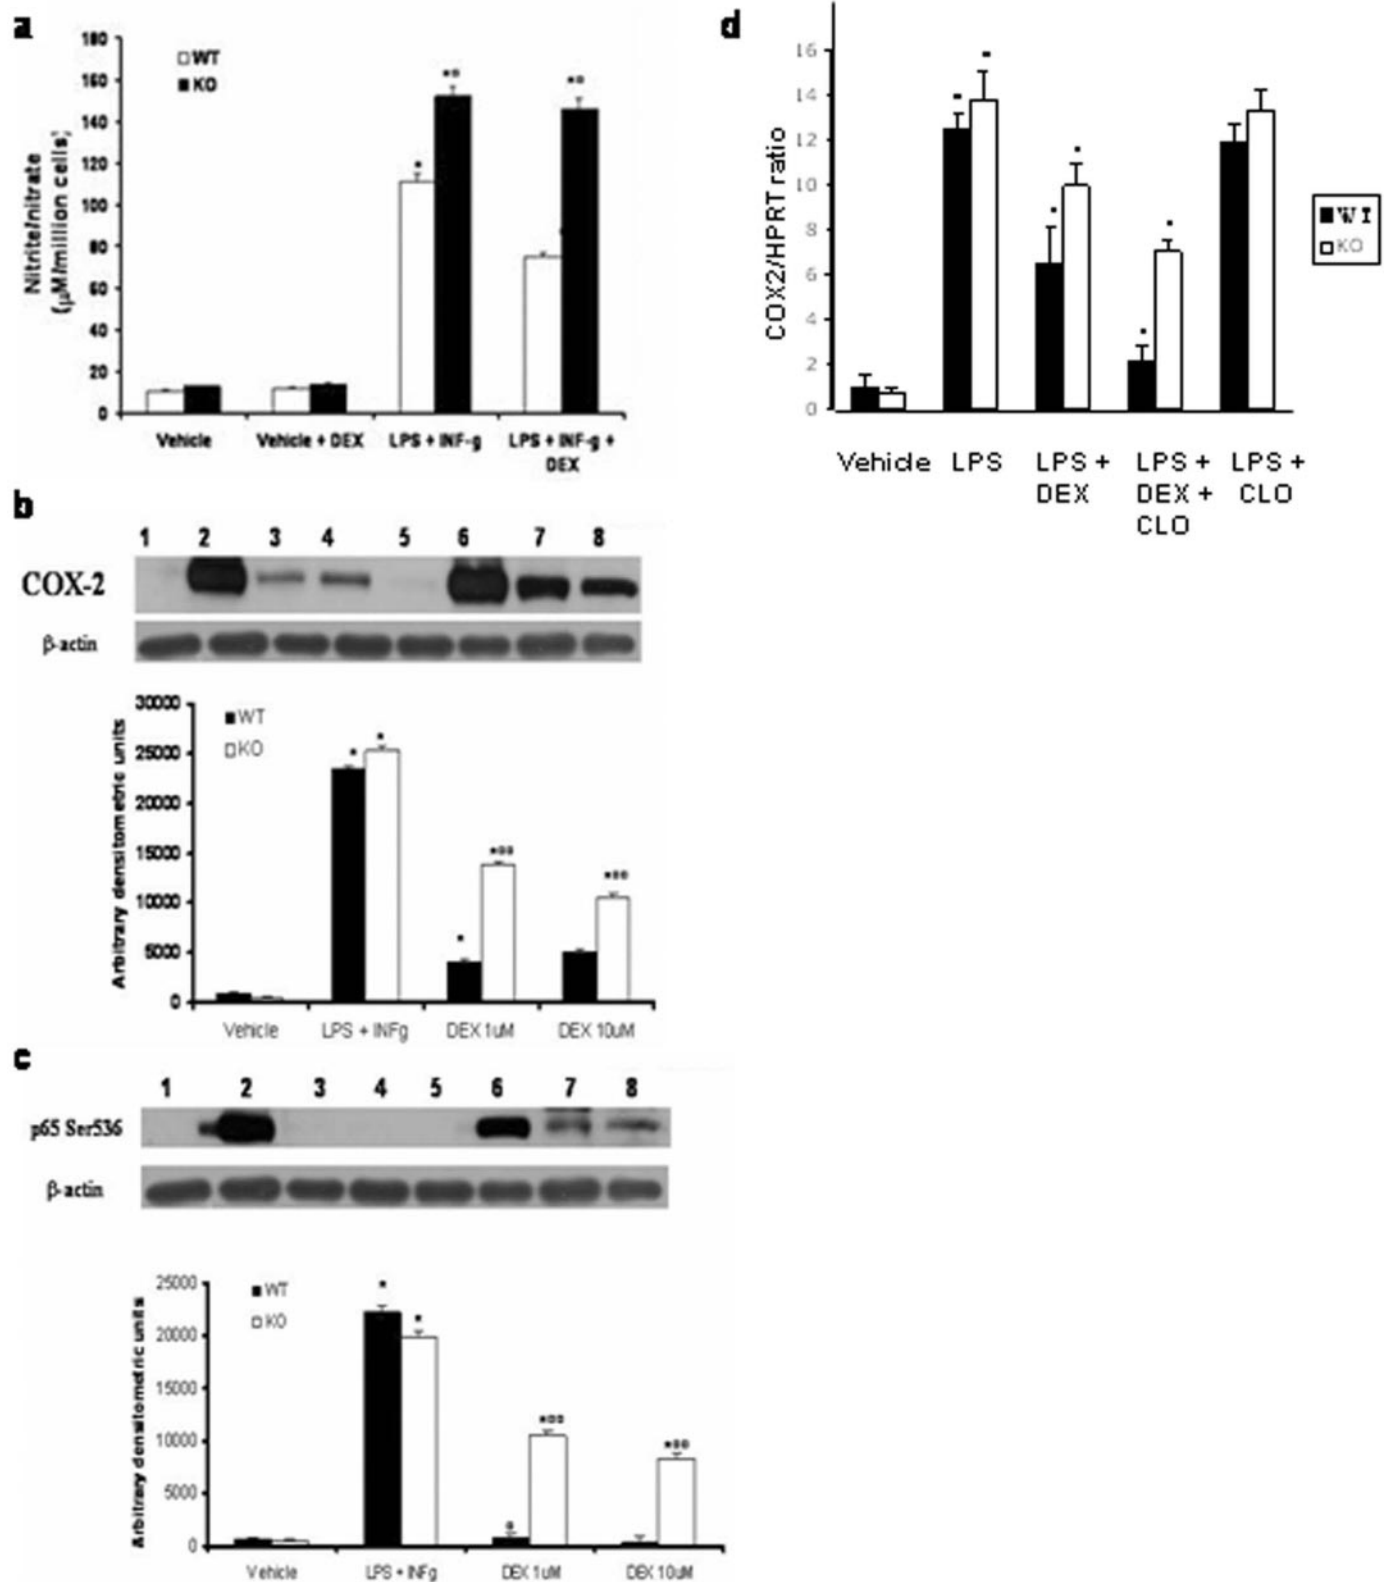 a
180
160
140
120
100
80
60
40
20
0
Nitrite/nitrate
(μM/million cells)
WT
KO
*¤
*¤
*
Vehicle
Vehicle + DEX
LPS + INF-g
LPS + INF-g +
DEX
b
1 2 3 4 5 6 7 8
COX-2
β-actin
30000
25000
20000
15000
10000
5000
0
Arbitrary densitometric units
WT
KO
*
*
*
*¤¤
*¤¤
Vehicle
LPS + INFg
DEX 1uM
DEX 10uM
c
1 2 3 4 5 6 7 8
p65 Ser536
β-actin
25000
20000
15000
10000
5000
0
Arbitrary densitometric units
WT
KO
*
*
¤
*¤¤
*¤¤
Vehicle
LPS + INFg
DEX 1uM
DEX 10uM
d
16
14
12
10
8
6
4
2
0
COX2/HPRT ratio
WT
KO
Vehicle
LPS
LPS +
DEX
LPS +
DEX +
CLO
LPS +
CLO